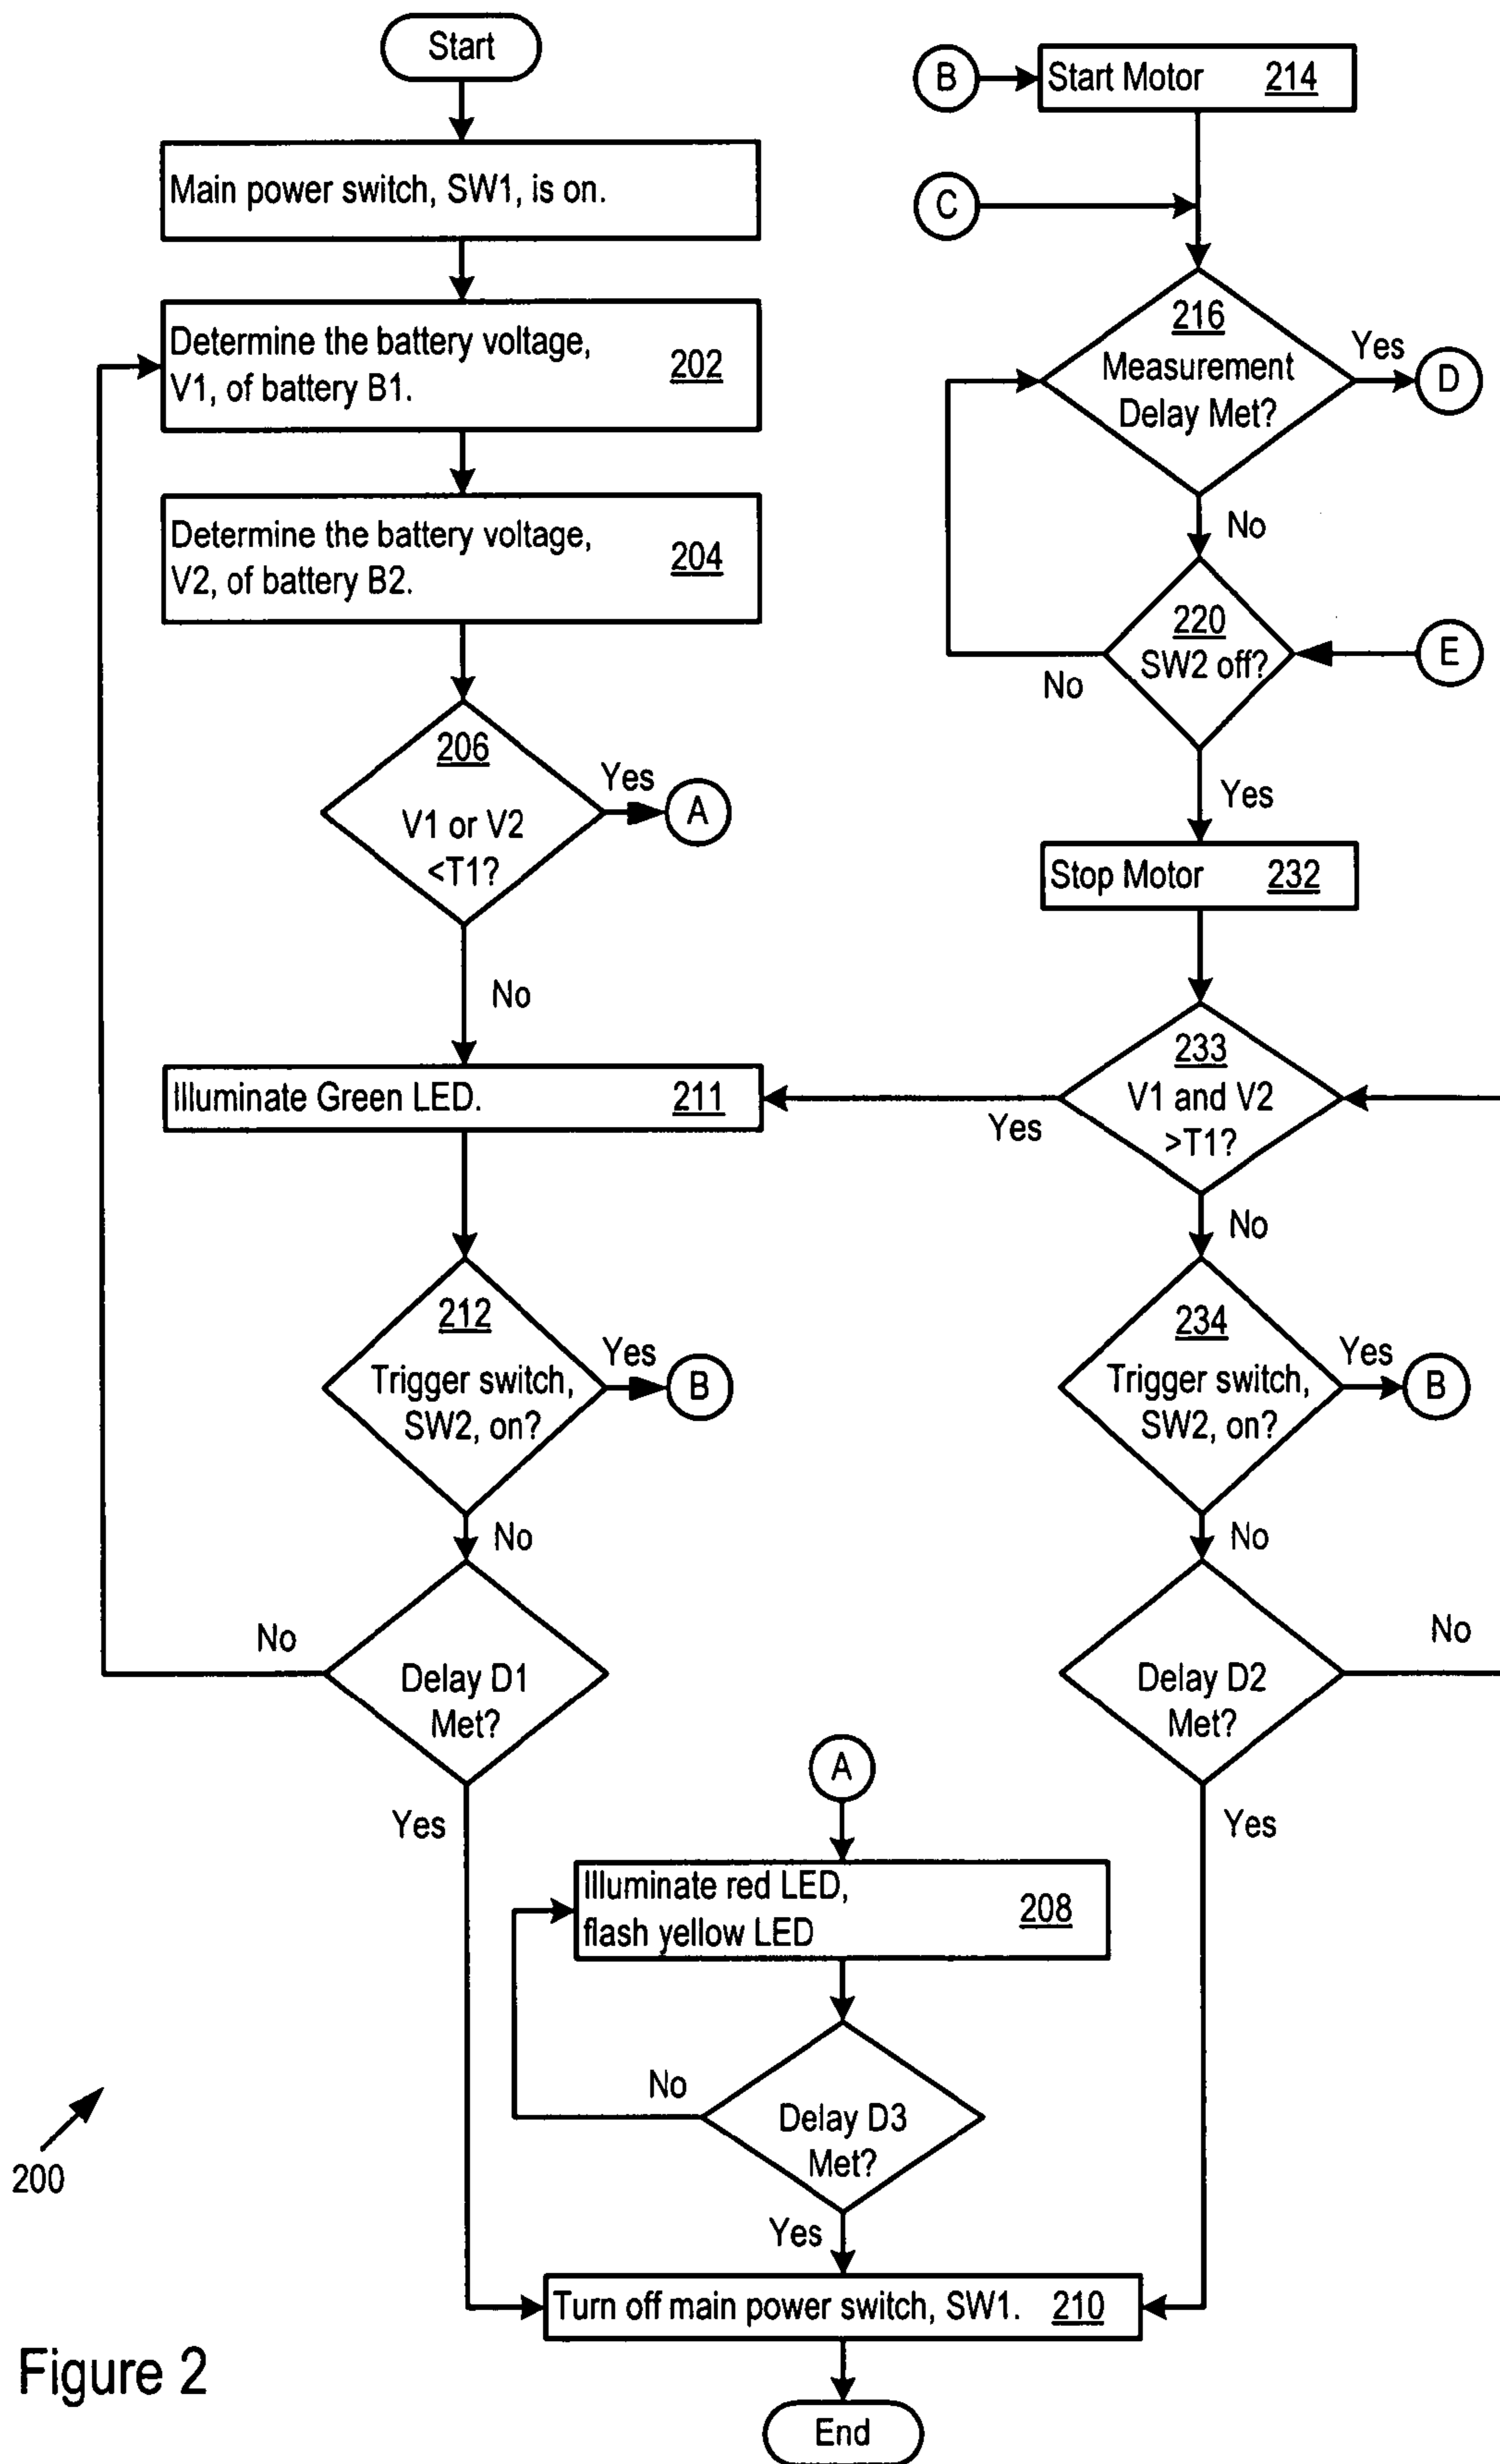 Start
Main power switch, SW1, is on.
Determine the battery voltage,
V1, of battery B1.
202
Determine the battery voltage,
V2, of battery B2.
204
206
V1 or V2
<T1?
Yes
A
No
Illuminate Green LED.
211
212
Trigger switch,
SW2, on?
Yes
B
No
Delay D1
Met?
No
Yes
B
Start Motor
214
C
216
Measurement
Delay Met?
Yes
D
No
220
SW2 off?
E
No
Yes
Stop Motor
232
233
V1 and V2
>T1?
Yes
No
234
Trigger switch,
SW2, on?
Yes
B
No
Delay D2
Met?
No
Yes
A
Illuminate red LED,
flash yellow LED
208
Delay D3
Met?
No
Yes
Turn off main power switch, SW1.
210
End
200
Figure 2